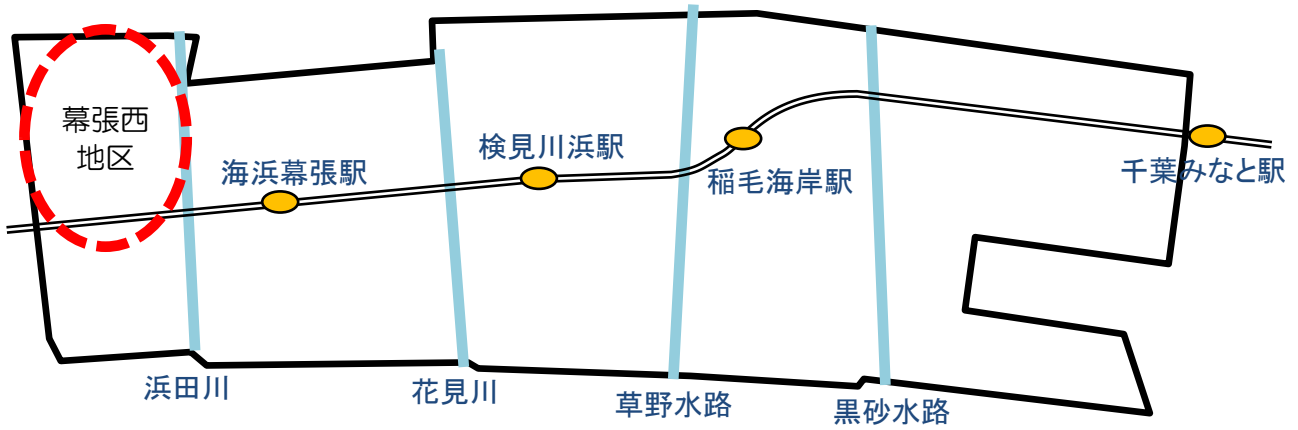 幕張西
地区
海浜幕張駅
検見川浜駅
稲毛海岸駅
千葉みなと駅
浜田川
花見川
草野水路
黒砂水路